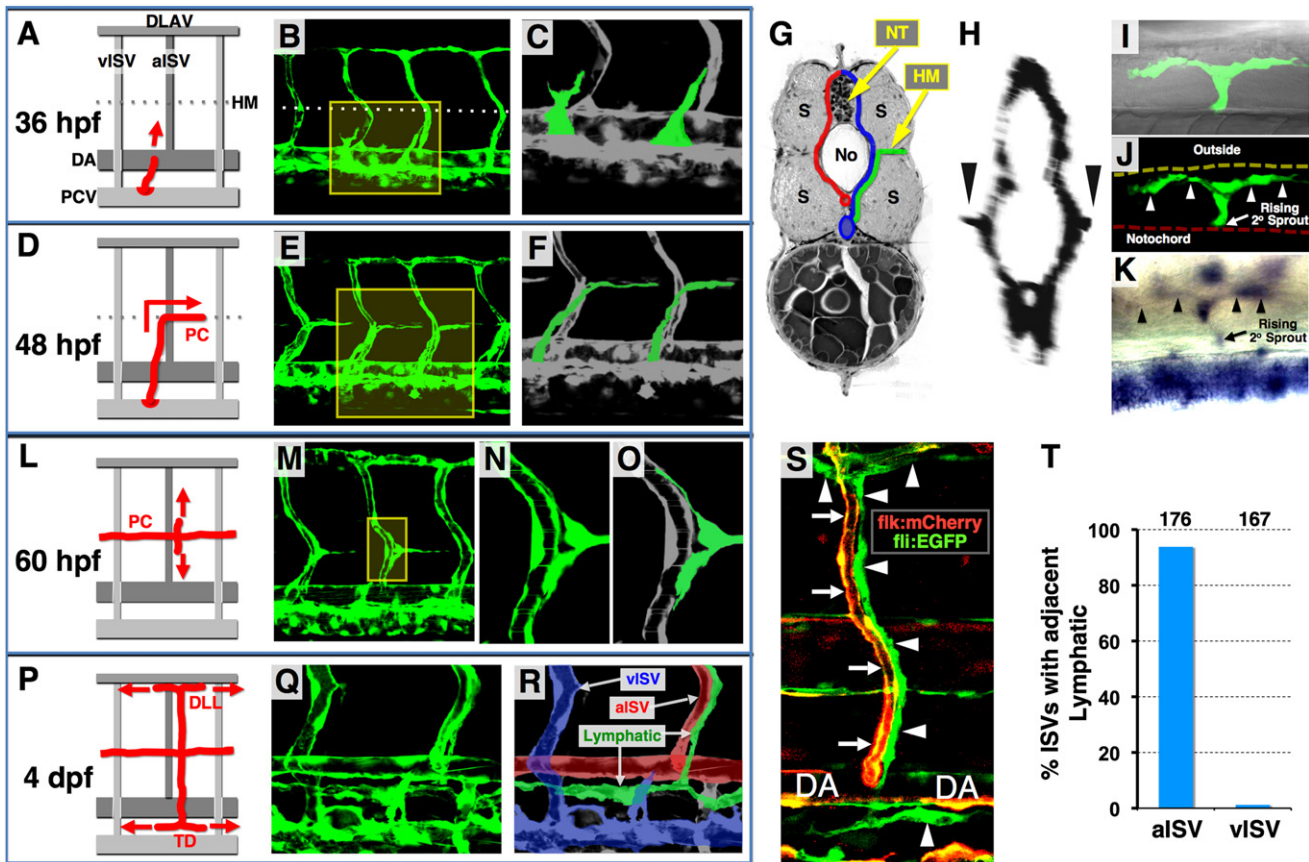 A
DLAV
vISV
aISV
HM
36 hpf
DA
PCV
B
C
D
48 hpf
PC
E
F
G
NT
HM
S
S
No
S
S
H
I
J
Outside
Rising
2º Sprout
Notochord
K
Rising
2º Sprout
L
PC
60 hpf
M
N
O
P
DLL
4 dpf
TD
Q
R
vISV
aISV
Lymphatic
S
flk:mCherry
fli:EGFP
DA
DA
T
176
167
% ISVs with adjacent
Lymphatic
100
80
60
40
20
0
aISV
vISV